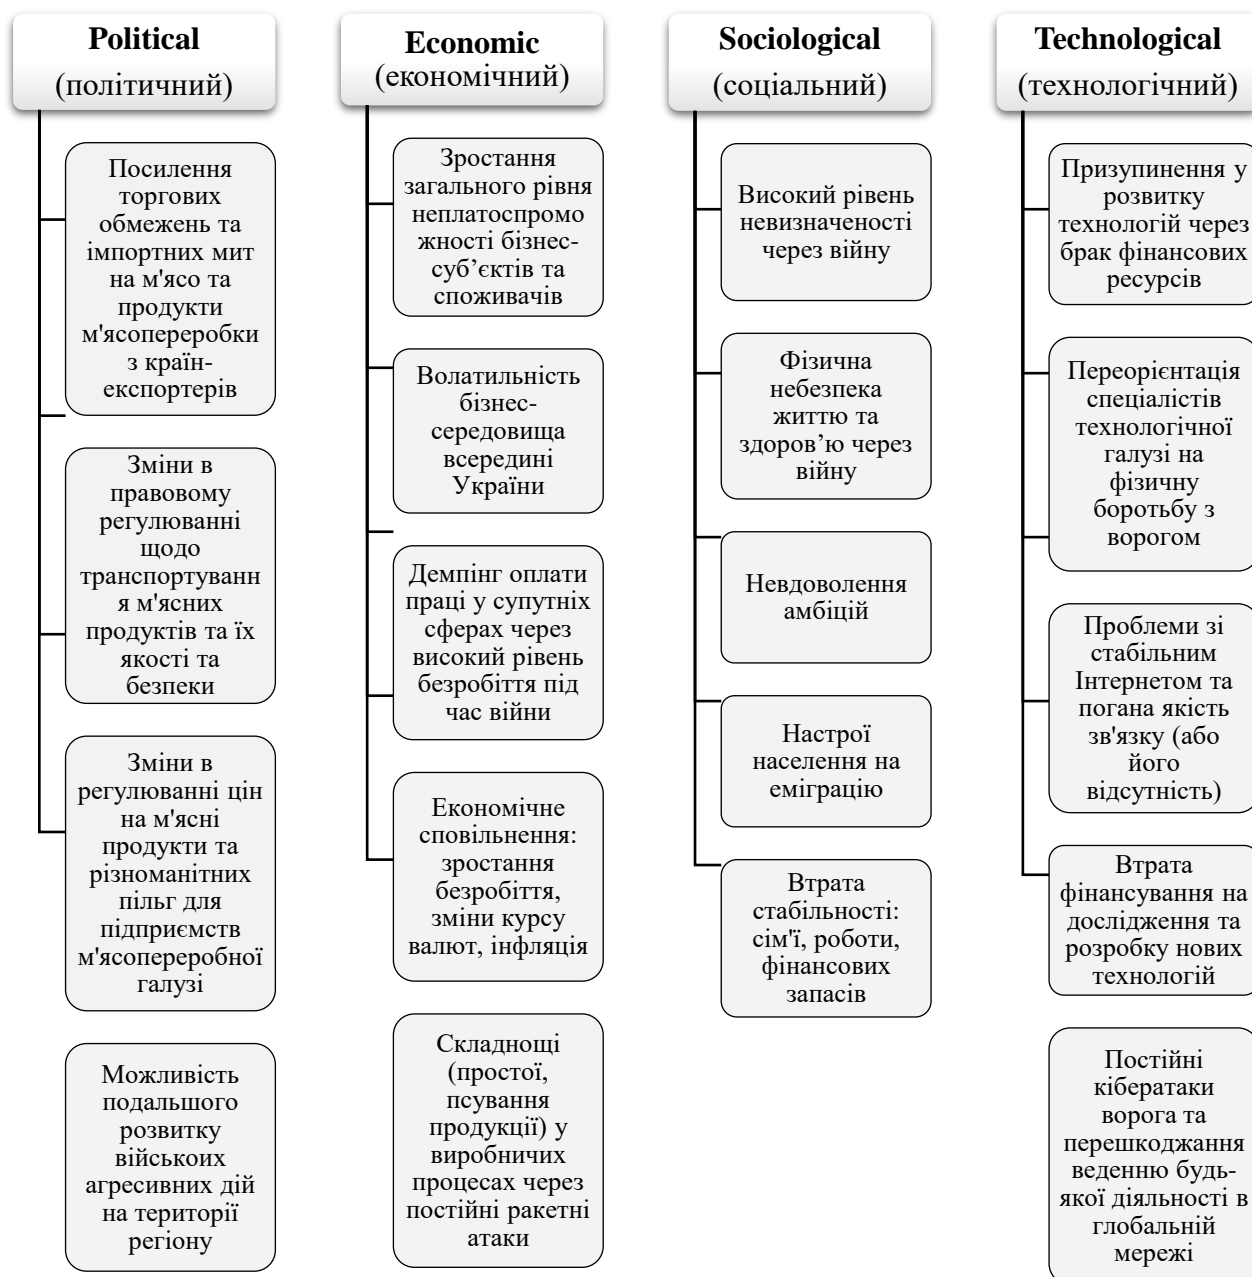 Political
(політичний)
Посилення
торгових
обмежень та
імпортних мит
на м'ясо та
продукти
м'ясопереробки
з країн-
експортерів
Зміни в
правовому
регулюванні
щодо
транспортуванн
я м'ясних
продуктів та їх
якості та
безпеки
Зміни в
регулюванні цін
на м'ясні
продукти та
різноманітних
пільг для
підприємств
м'ясопереробної
галузі
Можливість
подальшого
розвитку
військоих
агресивних дій
на території
регіону
Economic
(економічний)
Зростання
загального рівня
неплатоспромо
жності бізнес-
суб’єктів та
споживачів
Волатильність
бізнес-
середовища
всередині
України
Демпінг оплати
праці у супутніх
сферах через
високий рівень
безробіття під
час війни
Економічне
сповільнення:
зростання
безробіття,
зміни курсу
валют, інфляція
Складнощі
(простої,
псування
продукції) у
виробничих
процесах через
постійні ракетні
атаки
Sociological
(соціальний)
Високий рівень
невизначеності
через війну
Фізична
небезпека
життю та
здоров’ю через
війну
Невдоволення
амбіцій
Настрої
населення на
еміграцію
Втрата
стабільності:
сім'ї, роботи,
фінансових
запасів
Technological
(технологічний)
Призупинення у
розвитку
технологій через
брак фінансових
ресурсів
Переорієнтація
спеціалістів
технологічної
галузі на
фізичну
боротьбу з
ворогом
Проблеми зі
стабільним
Інтернетом та
погана якість
зв'язку (або
його
відсутність)
Втрата
фінансування на
дослідження та
розробку нових
технологій
Постійні
кібератаки
ворога та
перешкоджання
веденню будь-
якої діяльності в
глобальній
мережі